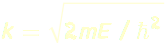 k = √(2mE / ħ²)